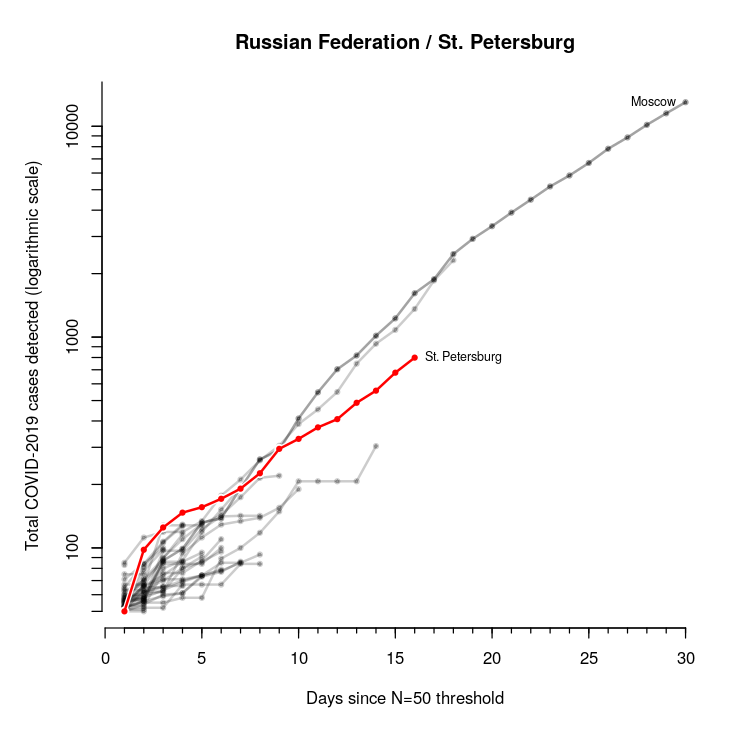 Russian Federation / St. Petersburg
Total COVID-2019 cases detected (logarithmic scale)
10000
1000
100
Moscow
St. Petersburg
0 5 10 15 20 25 30
Days since N=50 threshold